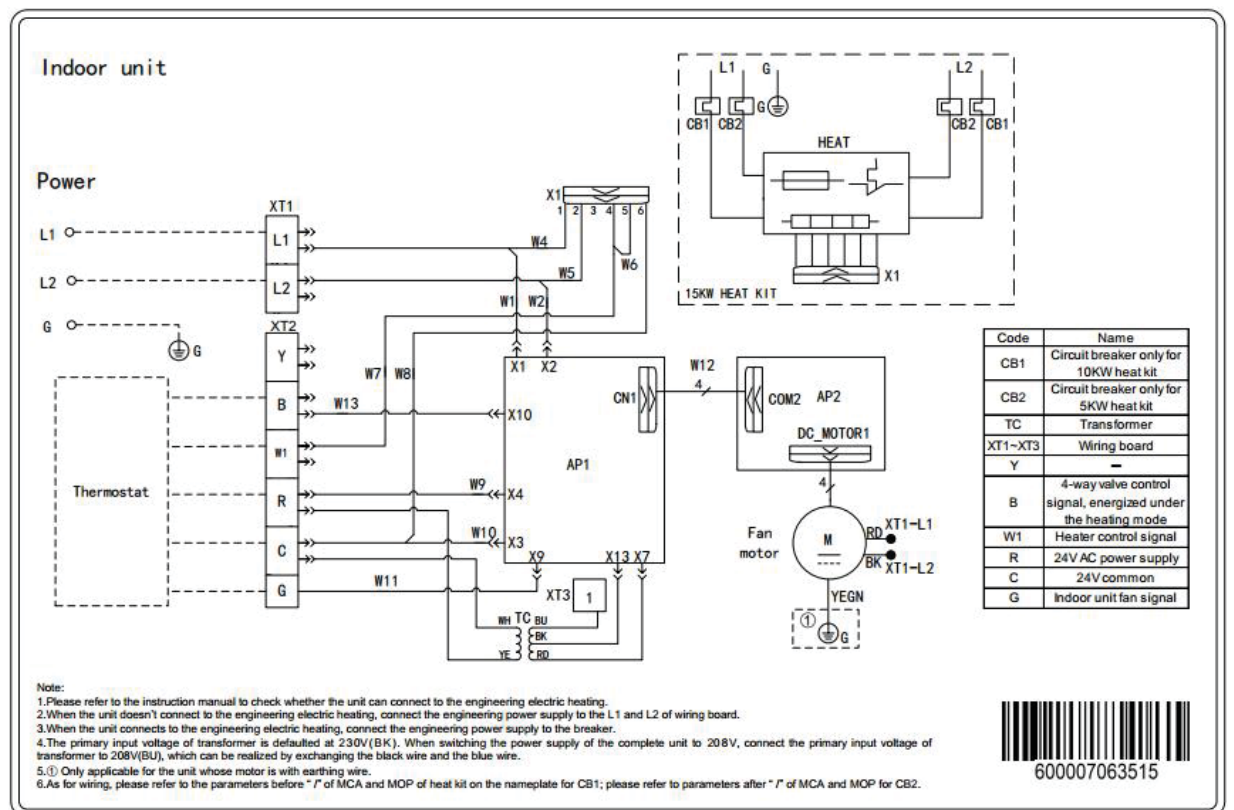 Indoor unit
Power
L1
L2
G
G
XT1
L1
L2
XT2
Y
B
W1
R
C
G
Thermostat
W13
W7
W8
W9
W10
W11
W4
W5
W6
W1
W2
X1
1 2 3 4 5 6
X1 X2
X10
X4
X3
X9
X13 X7
AP1
CN1
W12
4
COM2
AP2
DC_MOTOR1
4
Fan
motor
M
RD
XT1-L1
BK
XT1-L2
YEGN
①
G
XT3
1
WH TC BU
BK
YE
RD
L1
G
L2
G
CB1 CB2
CB2 CB1
HEAT
X1
15KW HEAT KIT
Code Name
CB1 Circuit breaker only for
10KW heat kit
CB2 Circuit breaker only for
5KW heat kit
TC Transformer
XT1~XT3 Wiring board
Y –
B 4-way valve control
signal, energized under
the heating mode
W1 Heater control signal
R 24V AC power supply
C 24V common
G Indoor unit fan signal
Note:
1.Please refer to the instruction manual to check whether the unit can connect to the engineering electric heating.
2.When the unit doesn't connect to the engineering electric heating, connect the engineering power supply to the L1 and L2 of wiring board.
3.When the unit connects to the engineering electric heating, connect the engineering power supply to the breaker.
4.The primary input voltage of transformer is defaulted at 230V(BK). When switching the power supply of the complete unit to 208V, connect the primary input voltage of
transformer to 208V(BU), which can be realized by exchanging the black wire and the blue wire.
5.① Only applicable for the unit whose motor is with earthing wire.
6.As for wiring, please refer to the parameters before “ /” of MCA and MOP of heat kit on the nameplate for CB1; please refer to parameters after “ /” of MCA and MOP for CB2.
600007063515